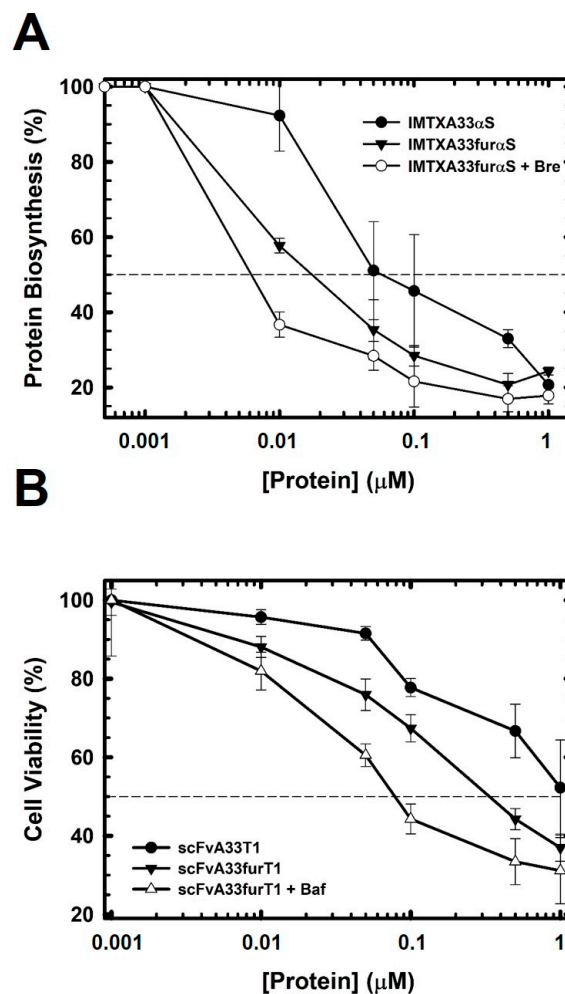 A
Protein Biosynthesis (%)
100
80
60
40
20
IMTXA33αS
IMTXA33furαS
IMTXA33furαS + Bre
0.001
0.01
0.1
1
[Protein] (μM)
B
Cell Viability (%)
100
80
60
40
20
scFvA33T1
scFvA33furT1
scFvA33furT1 + Baf
0.001
0.01
0.1
1
[Protein] (μM)